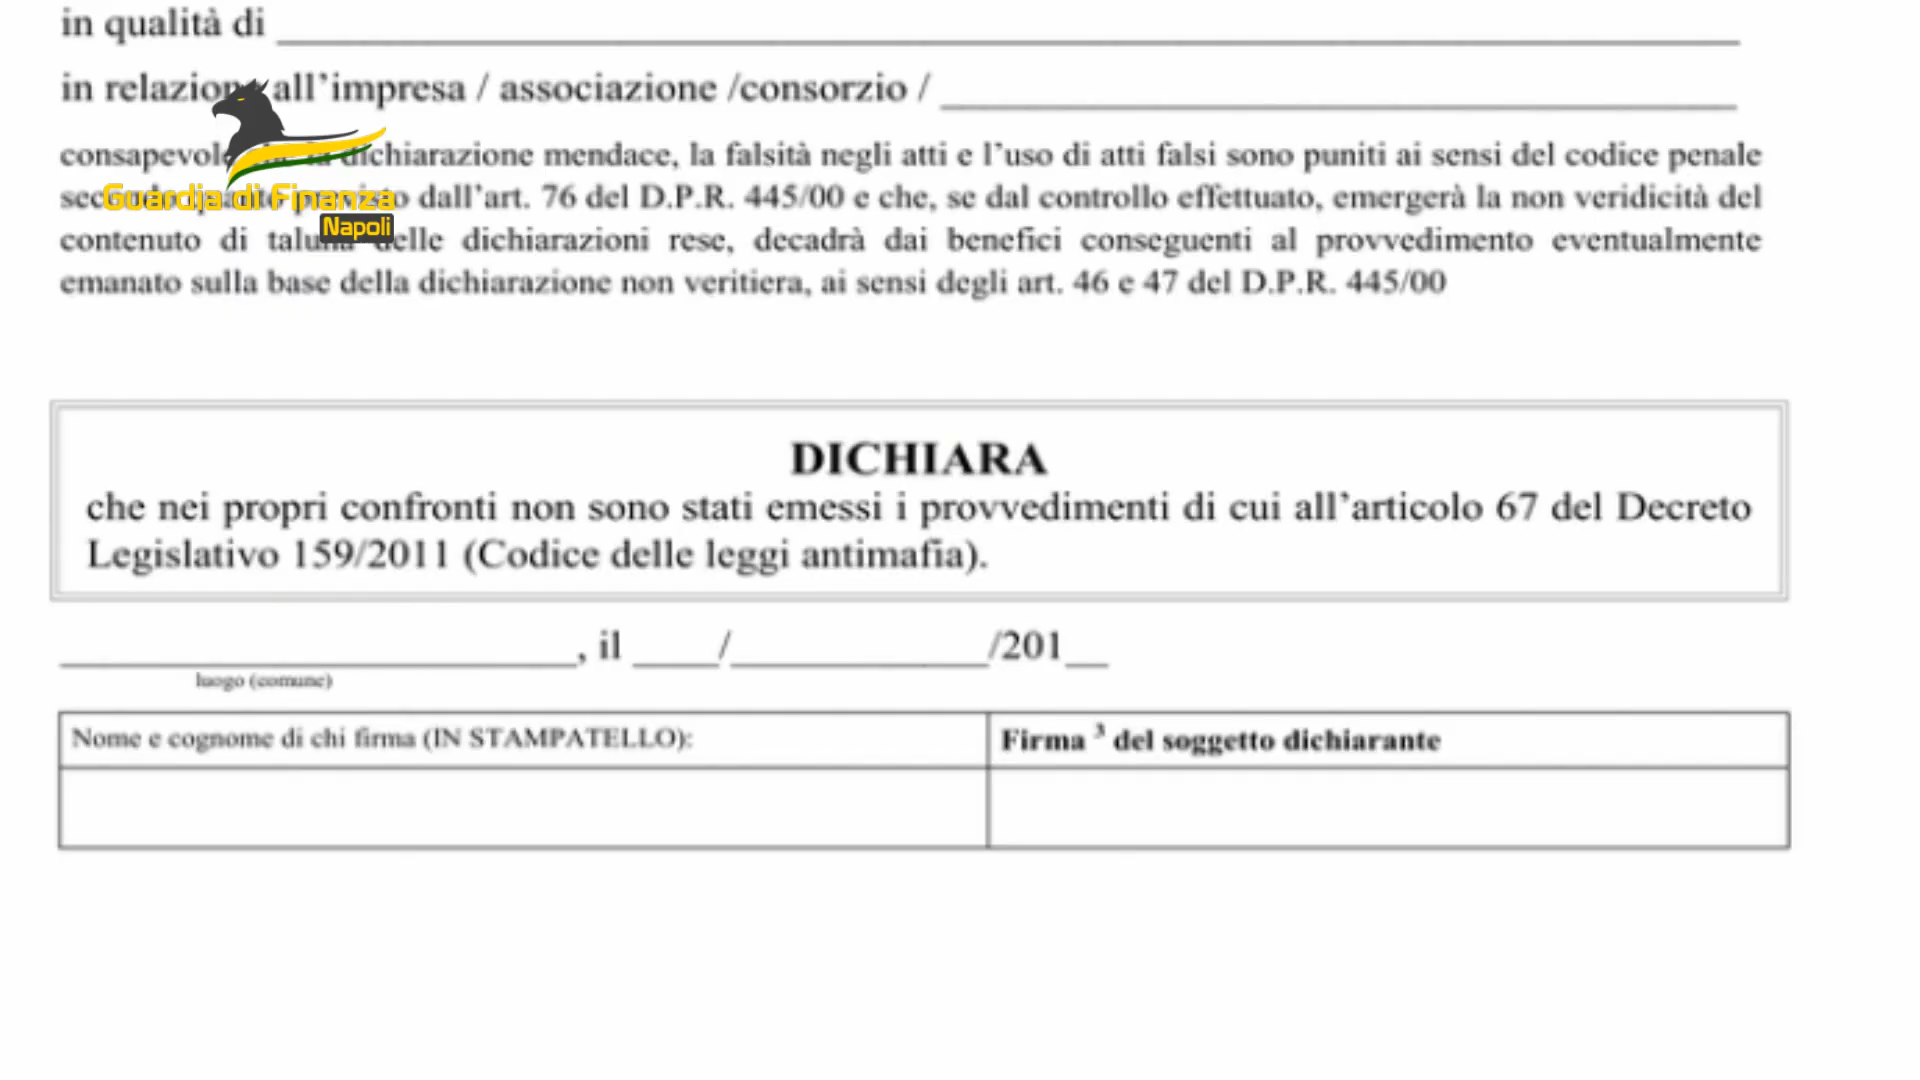 in qualità di
in relazione all’impresa / associazione /consorzio /
consapevole dichiarazione mendace, la falsità negli atti e l’uso di atti falsi sono puniti ai sensi del codice penale
dall’art. 76 del D.P.R. 445/00 e che, se dal controllo effettuato, emergerà la non veridicità del
Guardia di Finanza
Napoli
contenuto di taluna delle dichiarazioni rese, decadrà dai benefici conseguenti al provvedimento eventualmente
emanato sulla base della dichiarazione non veritiera, ai sensi degli art. 46 e 47 del D.P.R. 445/00
DICHIARA
che nei propri confronti non sono stati emessi i provvedimenti di cui all’articolo 67 del Decreto
Legislativo 159/2011 (Codice delle leggi antimafia).
____________________, il ____/__________/201__
luogo (comune)
Nome e cognome di chi firma (IN STAMPATELLO):
Firma ³ del soggetto dichiarante